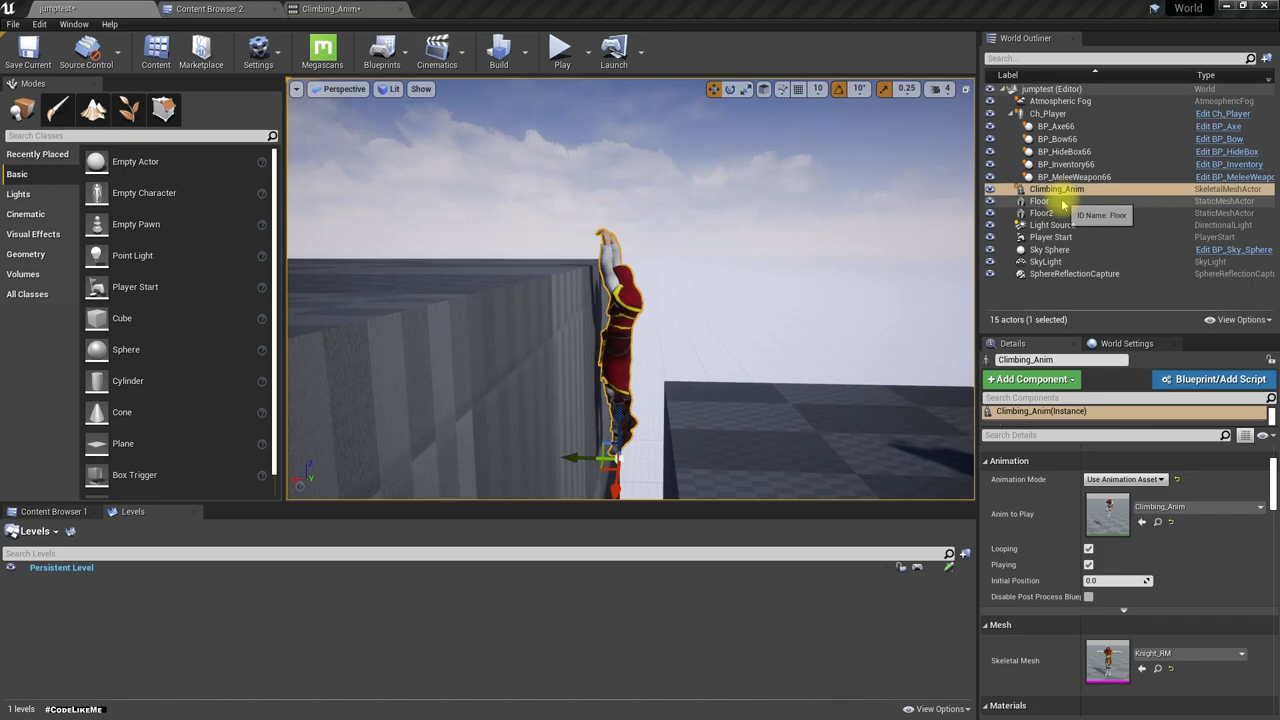 jumptest*
Content Browser 2
Climbing_Anim*
World
File Edit Window Help
Save Current
Source Control
Content
Marketplace
Settings
Megascans
Blueprints
Cinematics
Build
Play
Launch
Modes
Search Classes
Recently Placed
Basic
Lights
Cinematic
Visual Effects
Geometry
Volumes
All Classes
Empty Actor
Empty Character
Empty Pawn
Point Light
Player Start
Cube
Sphere
Cylinder
Cone
Plane
Box Trigger
Perspective Lit Show
10 10° 0.25 4
Z
Y
World Outliner
Search...
Label Type
jumptest (Editor) World
Atmospheric Fog AtmosphericFog
Ch_Player Edit Ch_Player
BP_Axe66 Edit BP_Axe
BP_Bow66 Edit BP_Bow
BP_HideBox66 Edit BP_HideBox
BP_Inventory66 Edit BP_Inventory
BP_MeleeWeapon66 Edit BP_MeleeWeapo
Climbing_Anim SkeletalMeshActor
Floor StaticMeshActor
ID Name: Floor
Floor2 StaticMeshActor
Light Source DirectionalLight
Player Start PlayerStart
Sky Sphere Edit BP_Sky_Sphere
SkyLight SkyLight
SphereReflectionCapture SphereReflectionCapt
15 actors (1 selected) View Options
Details World Settings
Climbing_Anim
+Add Component Blueprint/Add Script
Search Components
Climbing_Anim(Instance)
Search Details
Animation
Animation Mode Use Animation Asset
Anim to Play Climbing_Anim
Looping
Playing
Initial Position 0.0
Disable Post Process Blue
Mesh
Skeletal Mesh Knight_RM
Materials
Content Browser 1 Levels
Levels
Search Levels
Persistent Level
1 levels #CodeLikeMe View Options